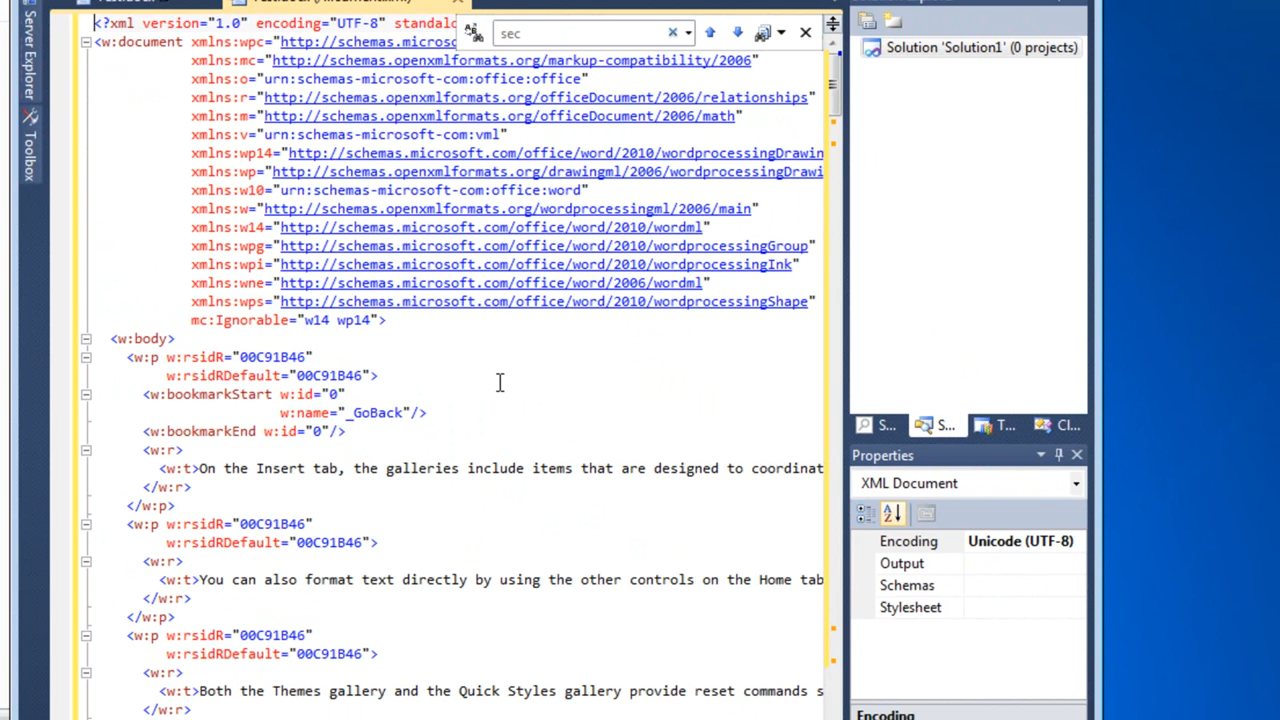 <?xml version="1.0" encoding="UTF-8" standalo
sec
<w:document xmlns:wpc="http://schemas.micros
xmlns:mc="http://schemas.openxmlformats.org/markup-compatibility/2006"
xmlns:o="urn:schemas-microsoft-com:office:office"
xmlns:r="http://schemas.openxmlformats.org/officeDocument/2006/relationships"
xmlns:m="http://schemas.openxmlformats.org/officeDocument/2006/math"
xmlns:v="urn:schemas-microsoft-com:vml"
xmlns:wp14="http://schemas.microsoft.com/office/word/2010/wordprocessingDrawin
xmlns:wp="http://schemas.openxmlformats.org/drawingml/2006/wordprocessingDrawi
xmlns:w10="urn:schemas-microsoft-com:office:word"
xmlns:w="http://schemas.openxmlformats.org/wordprocessingml/2006/main"
xmlns:w14="http://schemas.microsoft.com/office/word/2010/wordml"
xmlns:wpg="http://schemas.microsoft.com/office/word/2010/wordprocessingGroup"
xmlns:wpi="http://schemas.microsoft.com/office/word/2010/wordprocessingInk"
xmlns:wne="http://schemas.microsoft.com/office/word/2006/wordml"
xmlns:wps="http://schemas.microsoft.com/office/word/2010/wordprocessingShape"
mc:Ignorable="w14 wp14">
<w:body>
<w:p w:rsidR="00C91B46"
w:rsidRDefault="00C91B46">
<w:bookmarkStart w:id="0"
w:name="_GoBack"/>
<w:bookmarkEnd w:id="0"/>
<w:r>
<w:t>On the Insert tab, the galleries include items that are designed to coordinat
</w:r>
</w:p>
<w:p w:rsidR="00C91B46"
w:rsidRDefault="00C91B46">
<w:r>
<w:t>You can also format text directly by using the other controls on the Home tab
</w:r>
</w:p>
<w:p w:rsidR="00C91B46"
w:rsidRDefault="00C91B46">
<w:r>
<w:t>Both the Themes gallery and the Quick Styles gallery provide reset commands s
</w:r>
Server Explorer
Toolbox
Solution 'Solution1' (0 projects)
S... S... T... Cl...
Properties
XML Document
Encoding Unicode (UTF-8)
Output
Schemas
Stylesheet
Encoding